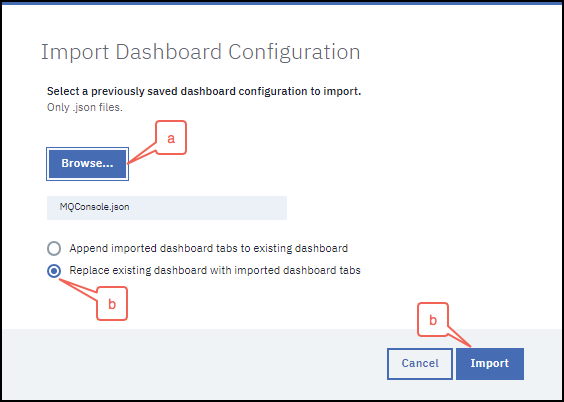 Import Dashboard Configuration
Select a previously saved dashboard configuration to import.
Only .json files.
a
Browse...
MQConsole.json
Append imported dashboard tabs to existing dashboard
Replace existing dashboard with imported dashboard tabs
b
b
Cancel
Import